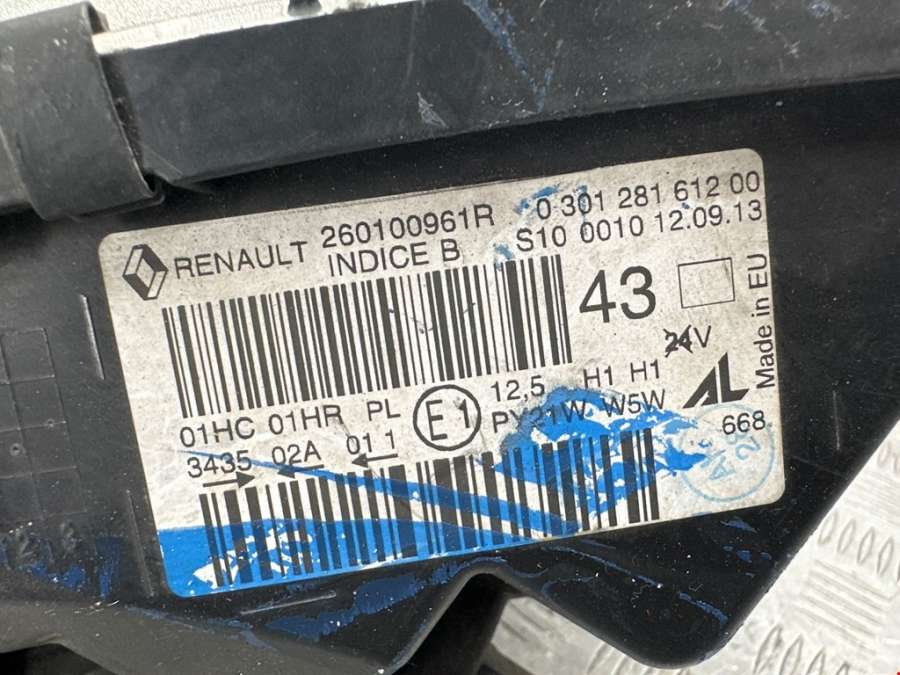 RENAULT 260100961R 0 301 281 612 00
INDICE B S10 0010 12.09.13
43
24V
Made in EU
01HC 01HR PL E1 12,5 H1 H1 AL
3435 02A 01 1 PY21W W5W 668